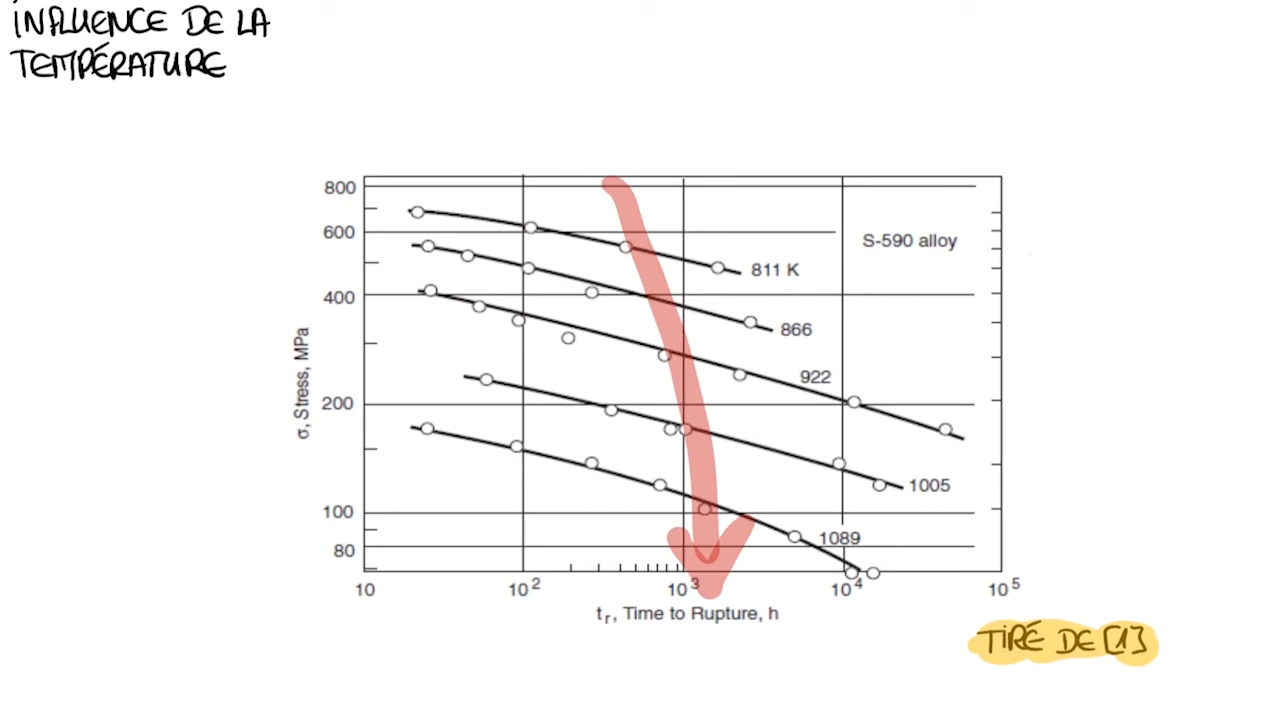 INFLUENCE DE LA
TEMPÉRATURE
800
600
S-590 alloy
811 K
400
866
σ, Stress, MPa
922
200
1005
100
1089
80
10 10² 10³ 10⁴ 10⁵
tr, Time to Rupture, h
TIRÉ DE [1]